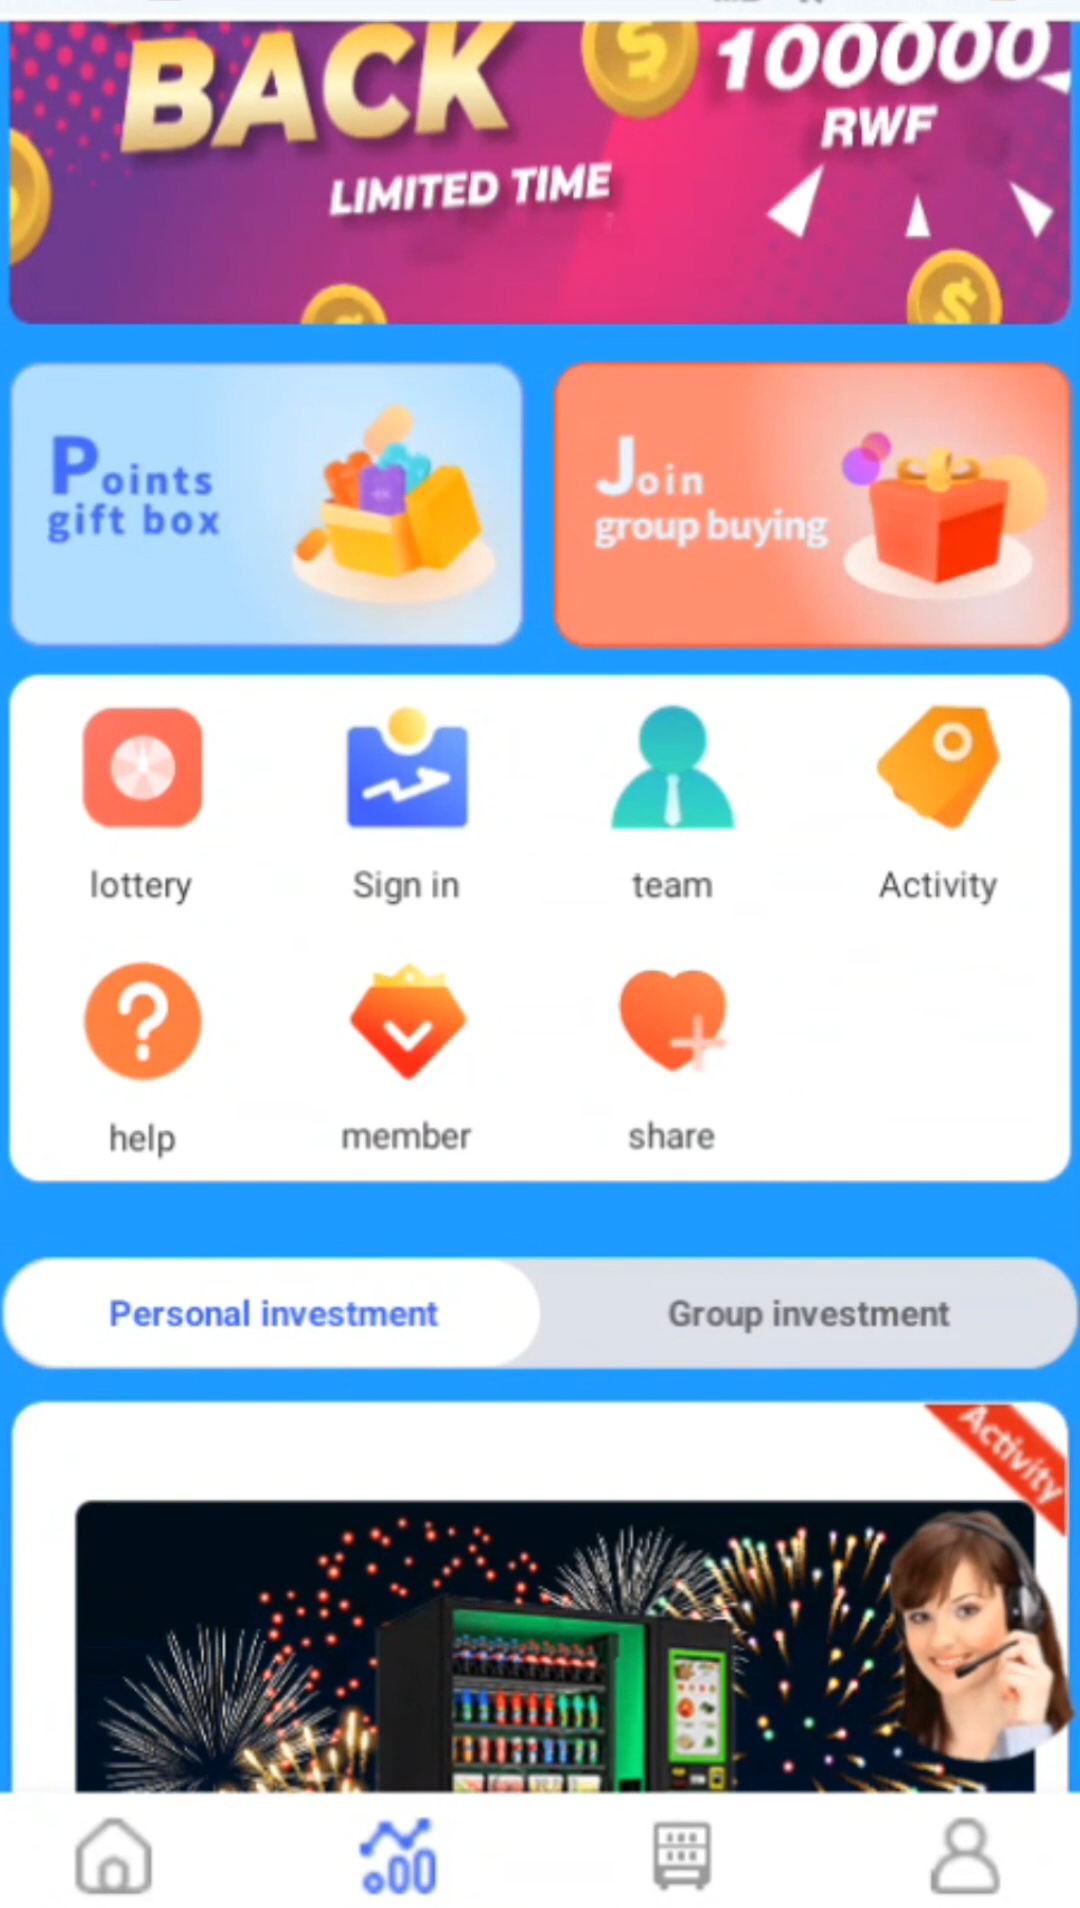 BACK
100000
RWF
LIMITED TIME
Points
gift box
Join
group buying
lottery
Sign in
team
Activity
help
member
share
Personal investment
Group investment
Activity